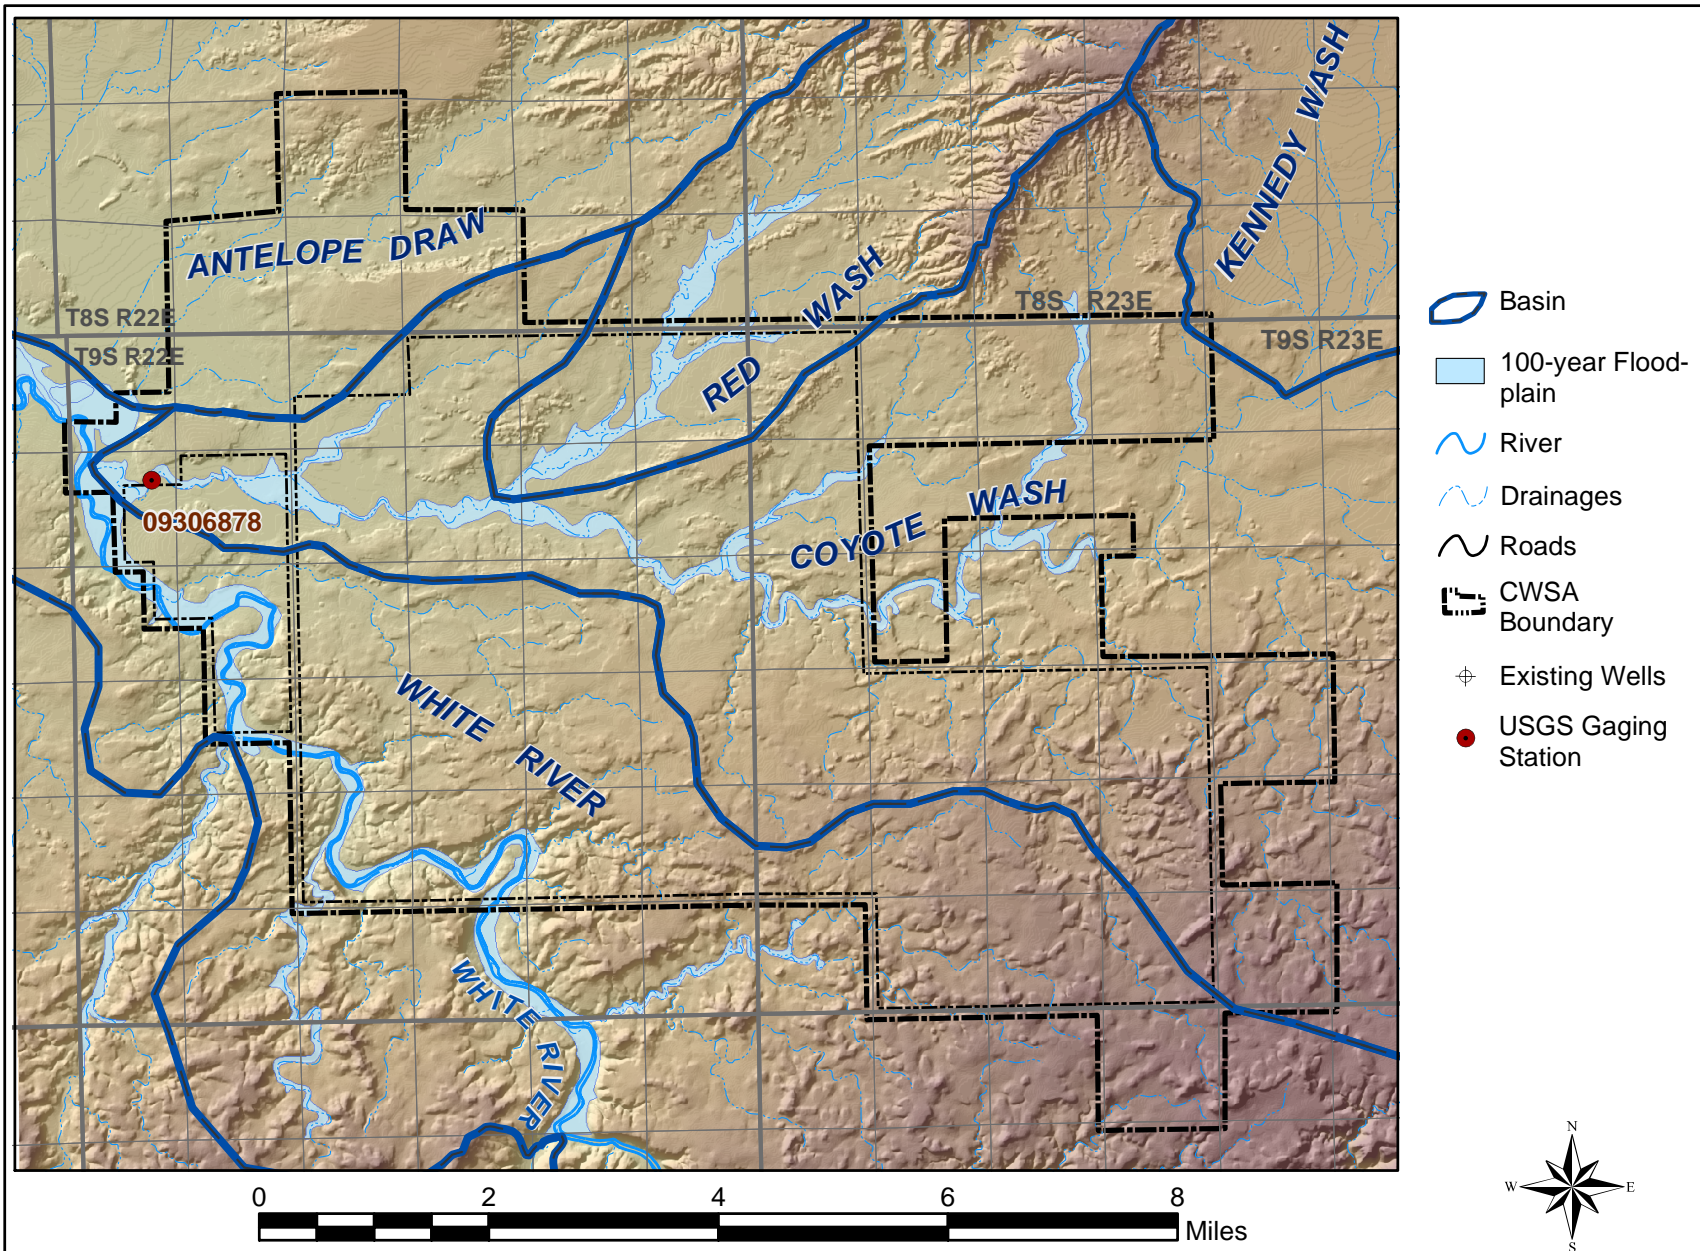 KENNEDY WASH
ANTELOPE DRAW
RED WASH
T8S R22E
T8S R23E
T9S R22E
T9S R23E
09306878
COYOTE WASH
WHITE RIVER
WHITE RIVER
Basin
100-year Flood-
plain
River
Drainages
Roads
CWSA
Boundary
Existing Wells
USGS Gaging
Station
N
W E
S
0 2 4 6 8
Miles